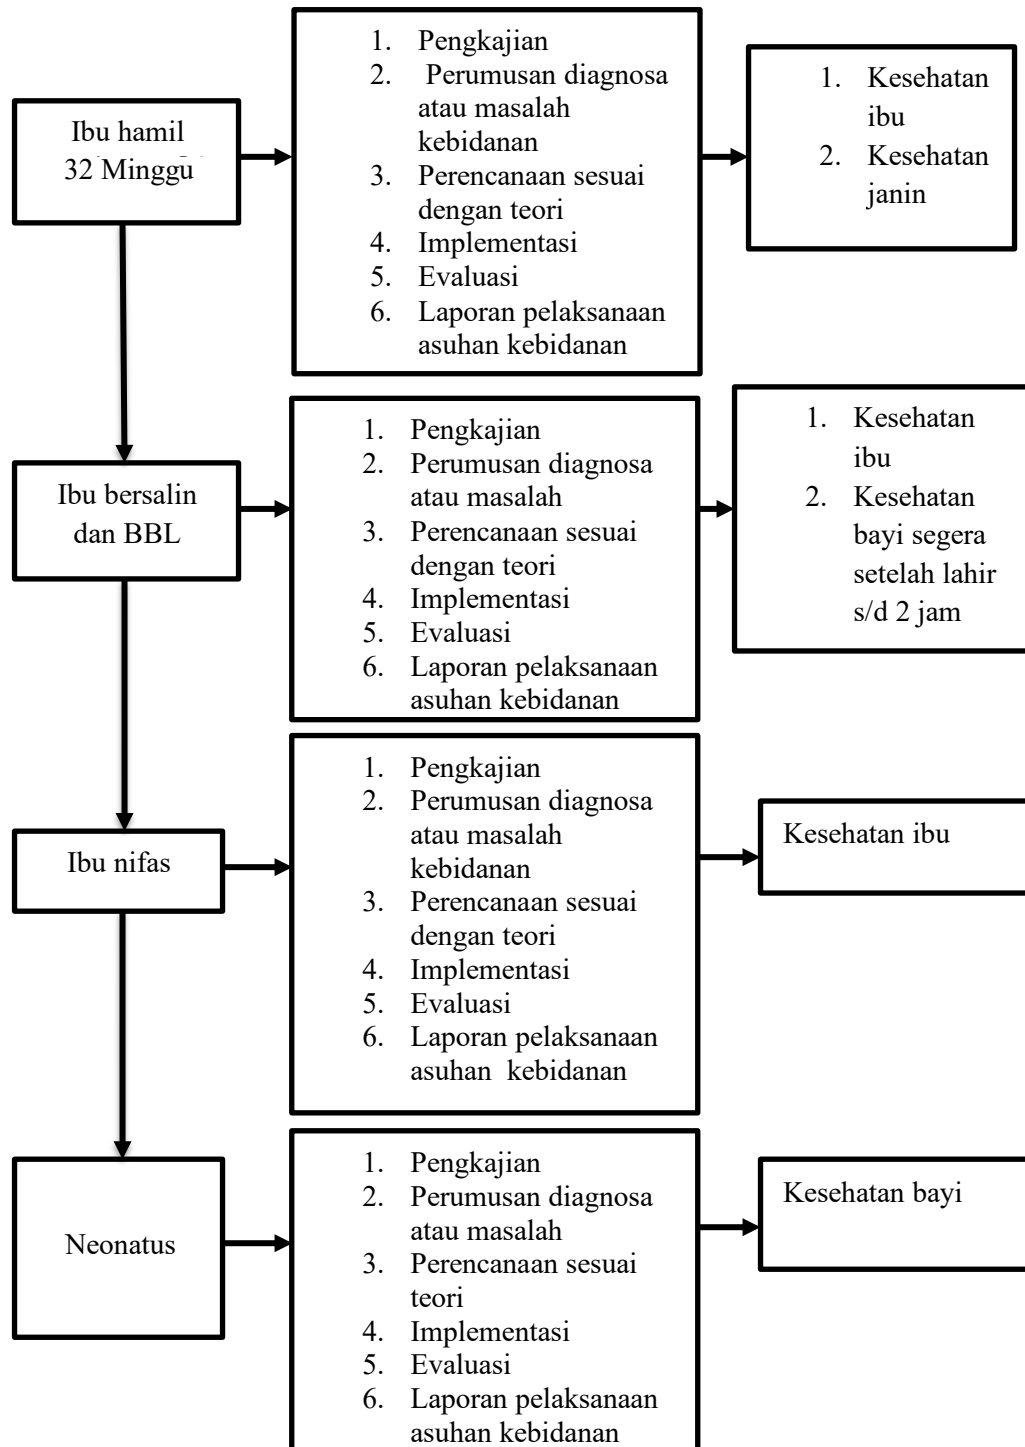 Ibu hamil
32 Minggu
1. Pengkajian
2. Perumusan diagnosa
atau masalah
kebidanan
3. Perencanaan sesuai
dengan teori
4. Implementasi
5. Evaluasi
6. Laporan pelaksanaan
asuhan kebidanan
1. Kesehatan
ibu
2. Kesehatan
janin
Ibu bersalin
dan BBL
1. Pengkajian
2. Perumusan diagnosa
atau masalah
3. Perencanaan sesuai
dengan teori
4. Implementasi
5. Evaluasi
6. Laporan pelaksanaan
asuhan kebidanan
1. Kesehatan
ibu
2. Kesehatan
bayi segera
setelah lahir
s/d 2 jam
Ibu nifas
1. Pengkajian
2. Perumusan diagnosa
atau masalah
kebidanan
3. Perencanaan sesuai
dengan teori
4. Implementasi
5. Evaluasi
6. Laporan pelaksanaan
asuhan kebidanan
Kesehatan ibu
Neonatus
1. Pengkajian
2. Perumusan diagnosa
atau masalah
3. Perencanaan sesuai
teori
4. Implementasi
5. Evaluasi
6. Laporan pelaksanaan
asuhan kebidanan
Kesehatan bayi